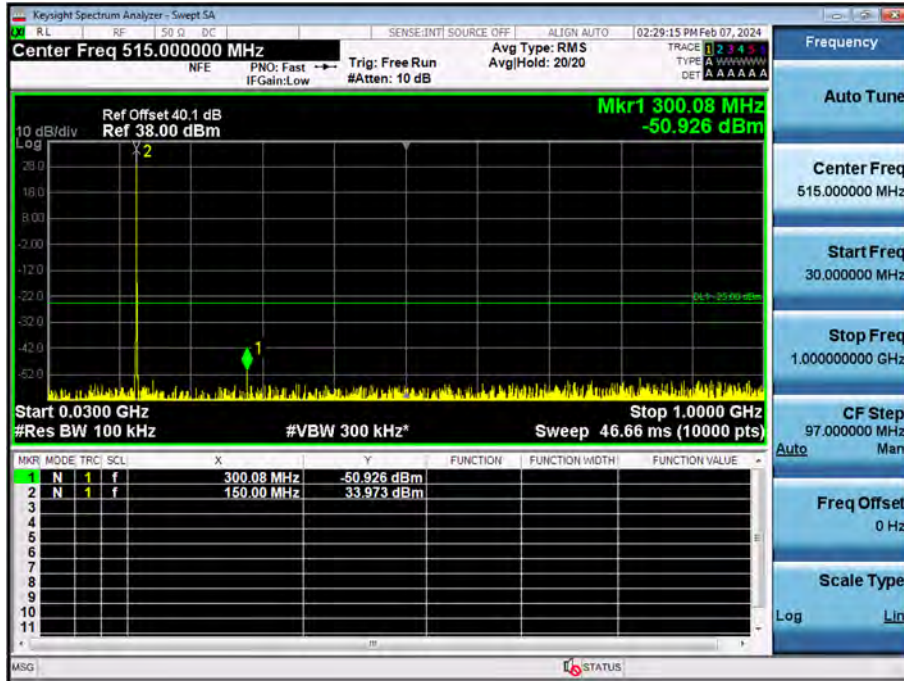 Keysight Spectrum Analyzer - Swept SA
RL RF 50 Ω DC SENSE:INT SOURCE OFF ALIGN AUTO 02:29:15 PM Feb 07, 2024
Center Freq 515.000000 MHz
NFE PNO: Fast Trig: Free Run Avg Type: RMS TRACE 1 2 3 4 5 6
IFGain:Low #Atten: 10 dB Avg|Hold: 20/20 TYPE A WWWWW
DET A A A A A A
Mkr1 300.08 MHz
-50.926 dBm
Ref Offset 40.1 dB
10 dB/div Ref 38.00 dBm
Log
2
28.0
18.0
8.00
-2.00
-12.0
-22.0
DL1 -25.00 dBm
-32.0
-42.0
1
-52.0
Start 0.0300 GHz Stop 1.0000 GHz
#Res BW 100 kHz #VBW 300 kHz* Sweep 46.66 ms (10000 pts)
MKR MODE TRC SCL X Y FUNCTION FUNCTION WIDTH FUNCTION VALUE
1 N 1 f 300.08 MHz -50.926 dBm
2 N 1 f 150.00 MHz 33.973 dBm
3
4
5
6
7
8
9
10
11
MSG STATUS
Frequency
Auto Tune
Center Freq
515.000000 MHz
Start Freq
30.000000 MHz
Stop Freq
1.000000000 GHz
CF Step
97.000000 MHz
Auto Man
Freq Offset
0 Hz
Scale Type
Log Lin